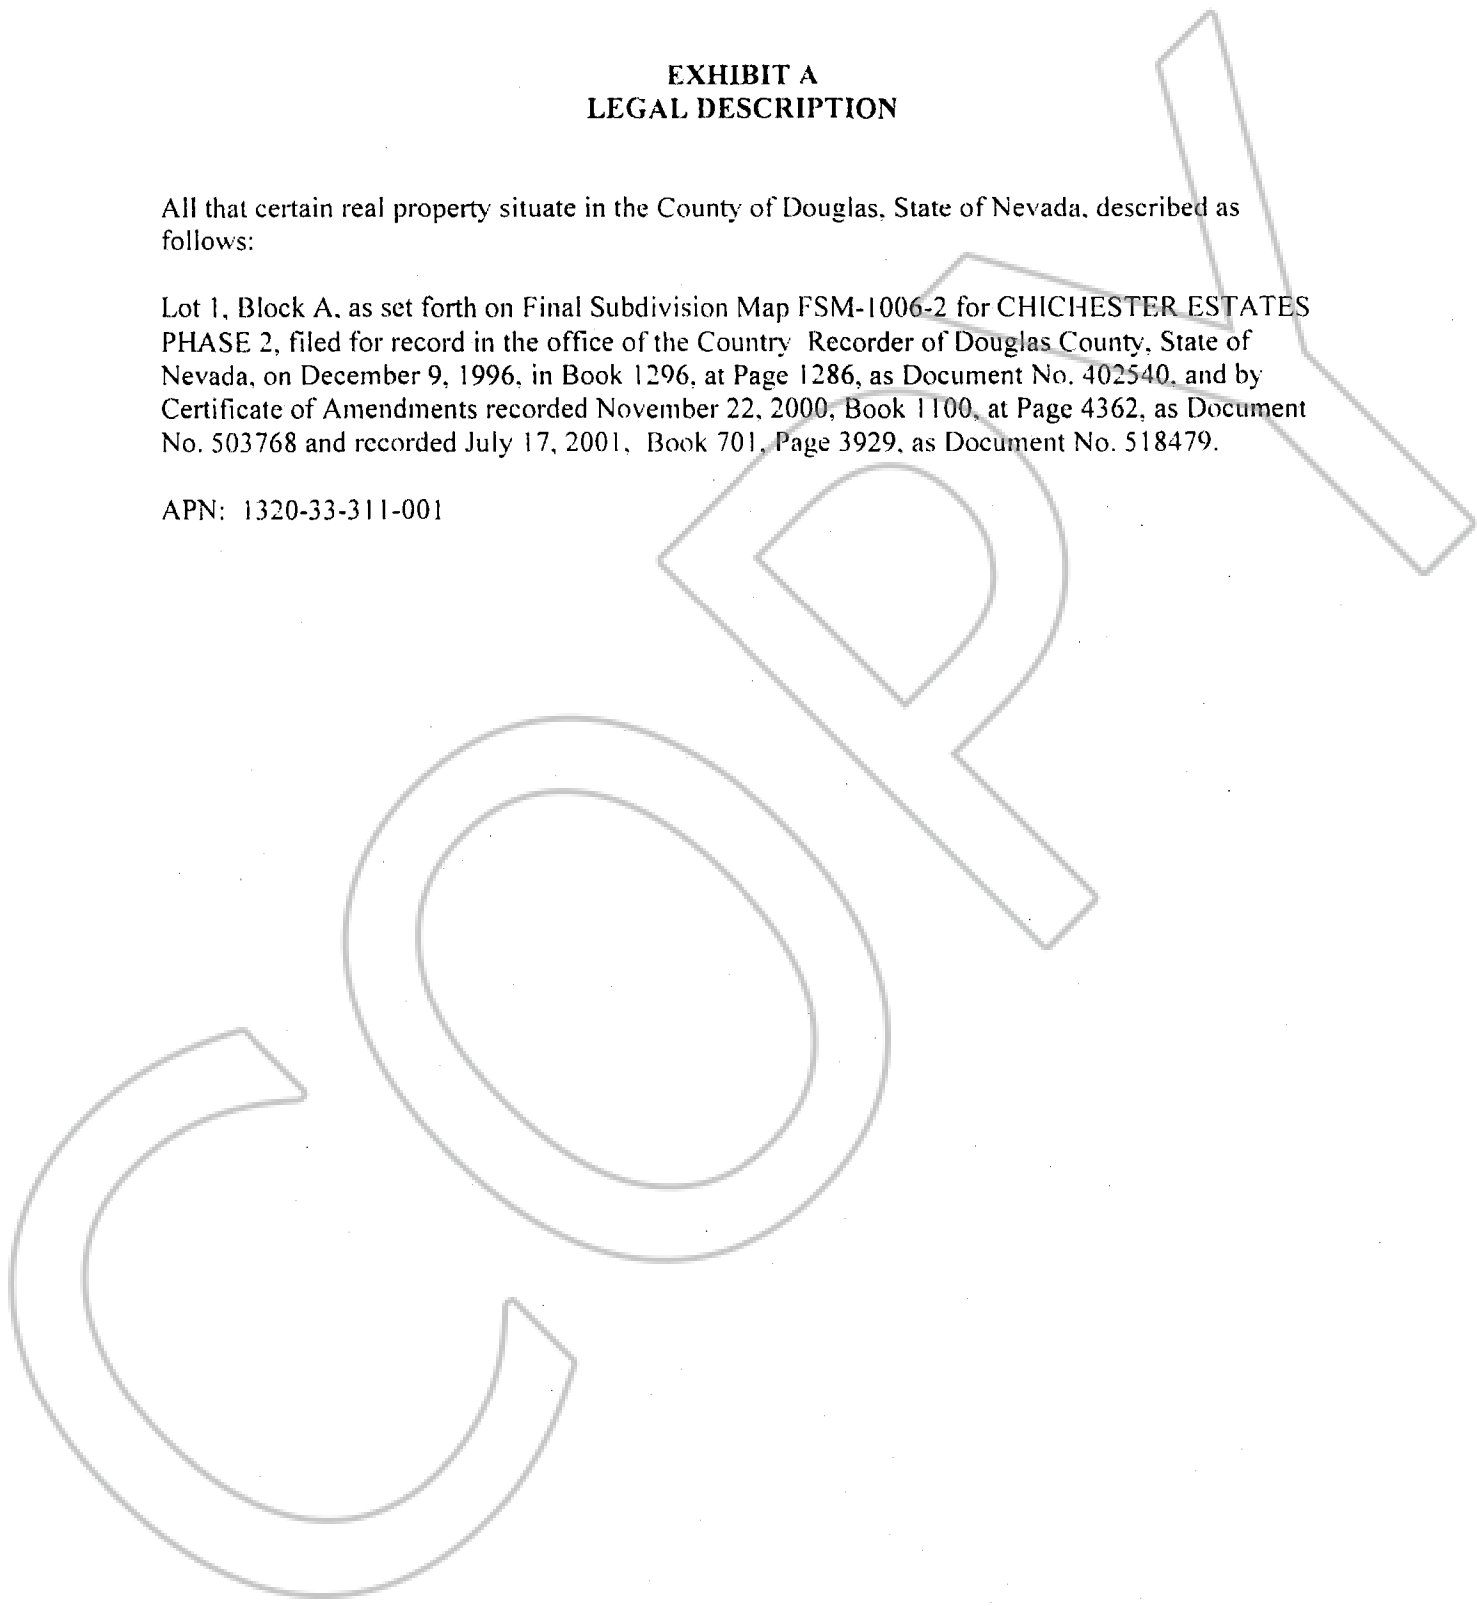 EXHIBIT A
LEGAL DESCRIPTION
All that certain real property situate in the County of Douglas, State of Nevada, described as
follows:
Lot 1, Block A, as set forth on Final Subdivision Map FSM-1006-2 for CHICHESTER ESTATES
PHASE 2, filed for record in the office of the Country Recorder of Douglas County, State of
Nevada, on December 9, 1996, in Book 1296, at Page 1286, as Document No. 402540, and by
Certificate of Amendments recorded November 22, 2000, Book 1100, at Page 4362, as Document
No. 503768 and recorded July 17, 2001, Book 701, Page 3929, as Document No. 518479.
APN: 1320-33-311-001
COPY